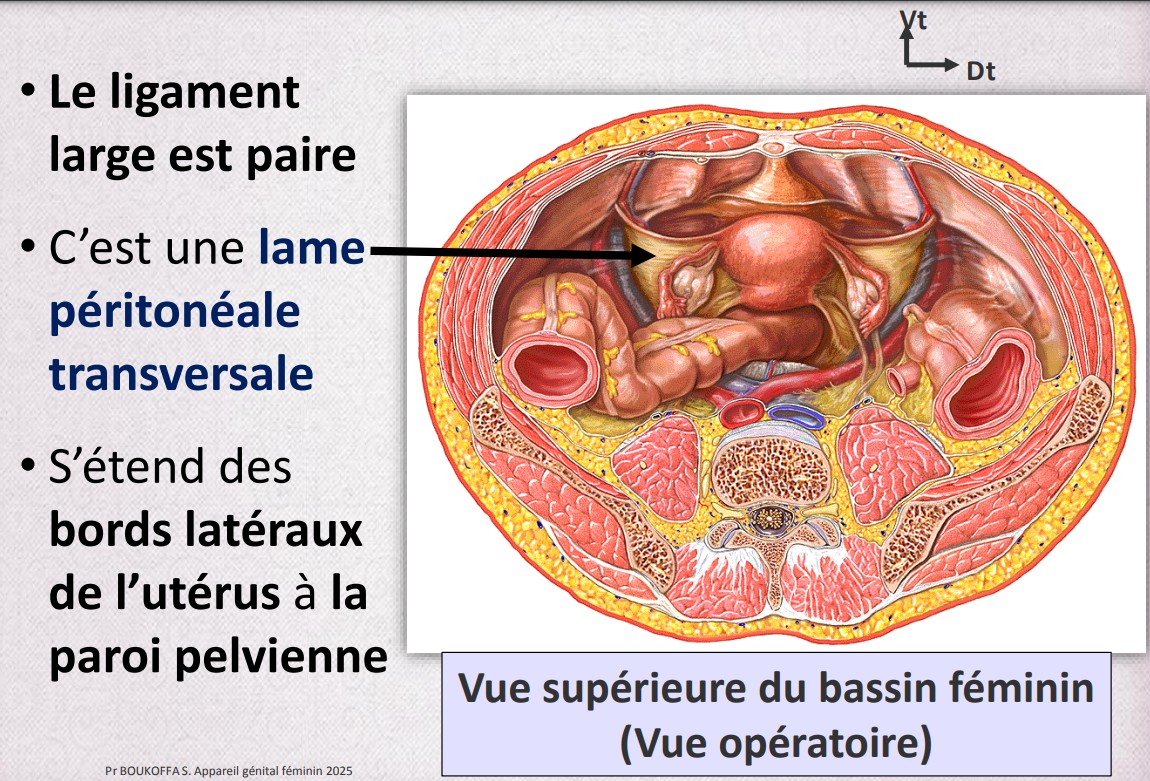 Vt
Dt
• Le ligament
large est paire
• C’est une lame
péritonéale
transversale
• S’étend des
bords latéraux
de l’utérus à la
paroi pelvienne
Vue supérieure du bassin féminin
(Vue opératoire)
Pr BOUKOFFA S. Appareil génital féminin 2025